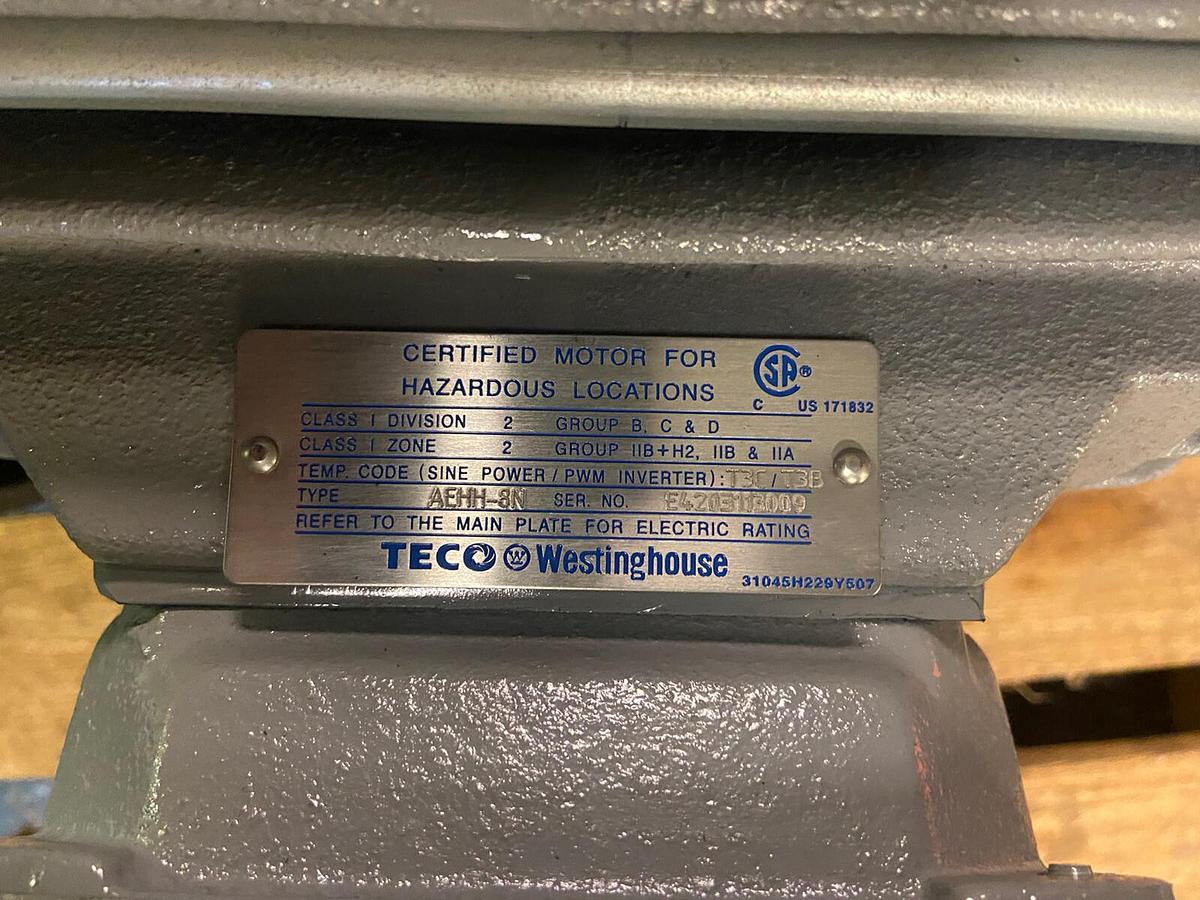 CERTIFIED MOTOR FOR
HAZARDOUS LOCATIONS
CSA®
C US 171832
CLASS I DIVISION 2 GROUP B, C & D
CLASS I ZONE 2 GROUP IIB+H2, IIB & IIA
TEMP. CODE (SINE POWER / PWM INVERTER): T3C / T3B
TYPE AEHH-8N SER. NO.
REFER TO THE MAIN PLATE FOR ELECTRIC RATING
TECO W Westinghouse
31045H229Y507